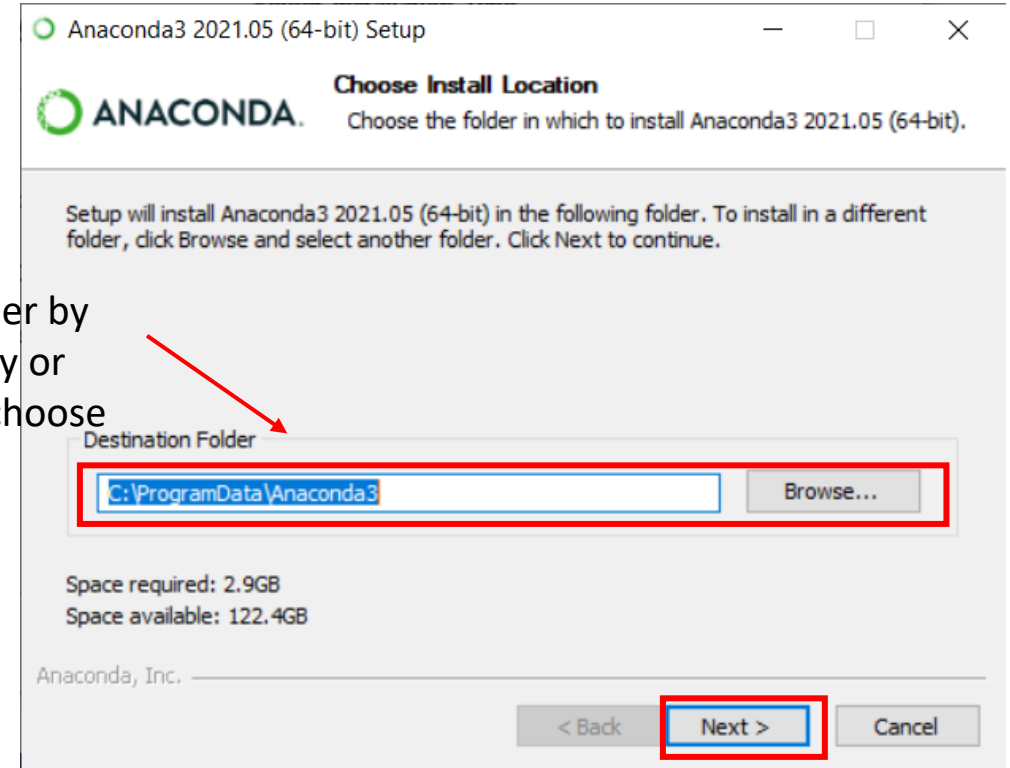 Anaconda3 2021.05 (64-bit) Setup
ANACONDA.
Choose Install Location
Choose the folder in which to install Anaconda3 2021.05 (64-bit).
Setup will install Anaconda3 2021.05 (64-bit) in the following folder. To install in a different
folder, click Browse and select another folder. Click Next to continue.
er by
y or
choose
Destination Folder
C:\ProgramData\Anaconda3
Browse...
Space required: 2.9GB
Space available: 122.4GB
Anaconda, Inc.
< Back Next > Cancel